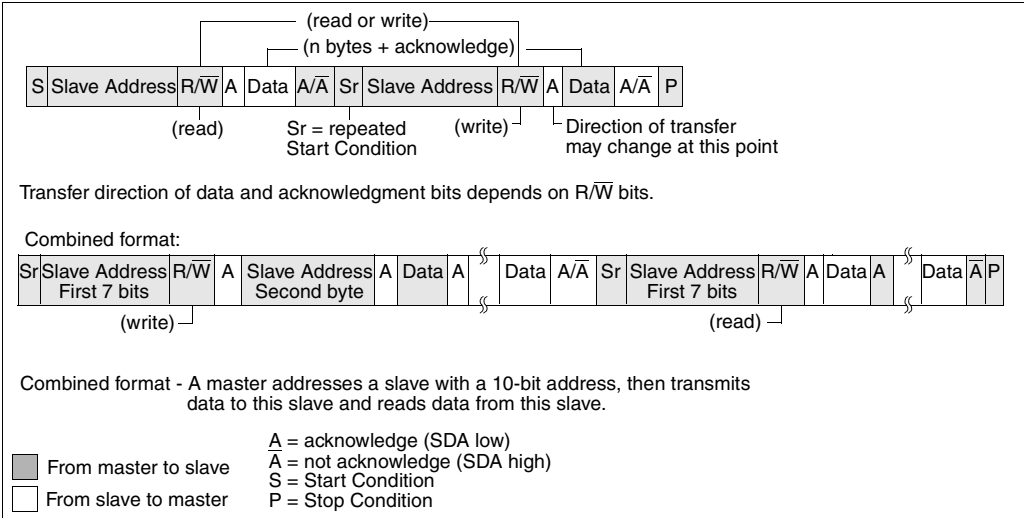 (read or write)
(n bytes + acknowledge)
S Slave Address R/W̅ A Data A/A̅ Sr Slave Address R/W̅ A Data A/A̅ P
(read) Sr = repeated (write) Direction of transfer
Start Condition may change at this point
Transfer direction of data and acknowledgment bits depends on R/W̅ bits.
Combined format:
Sr Slave Address R/W̅ A Slave Address A Data A Data A/A̅ Sr Slave Address R/W̅ A Data A Data A̅ P
First 7 bits Second byte First 7 bits
(write) (read)
Combined format - A master addresses a slave with a 10-bit address, then transmits
data to this slave and reads data from this slave.
A = acknowledge (SDA low)
From master to slave A̅ = not acknowledge (SDA high)
S = Start Condition
From slave to master P = Stop Condition